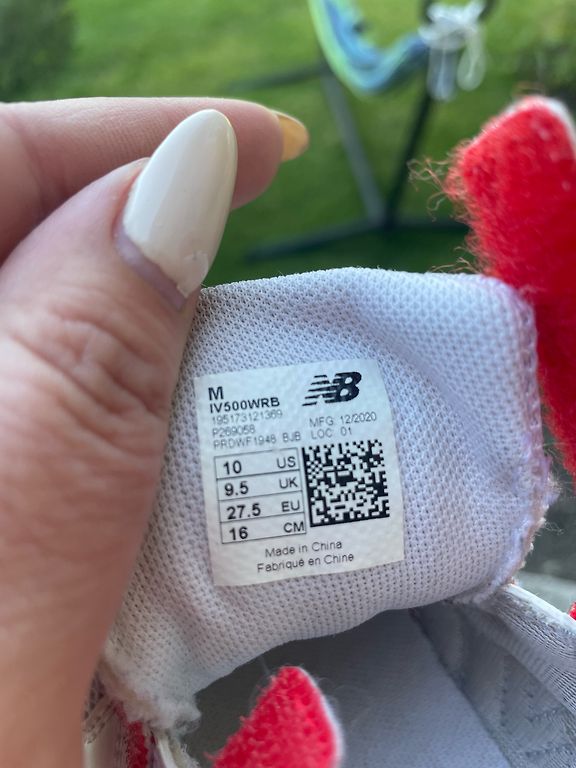 M
IV500WRB
NB
195173121369
P269058
MFG. 12/2020
PRDWF1948 BJB LOC. 01
10 US
9.5 UK
27.5 EU
16 CM
Made in China
Fabriqué en Chine